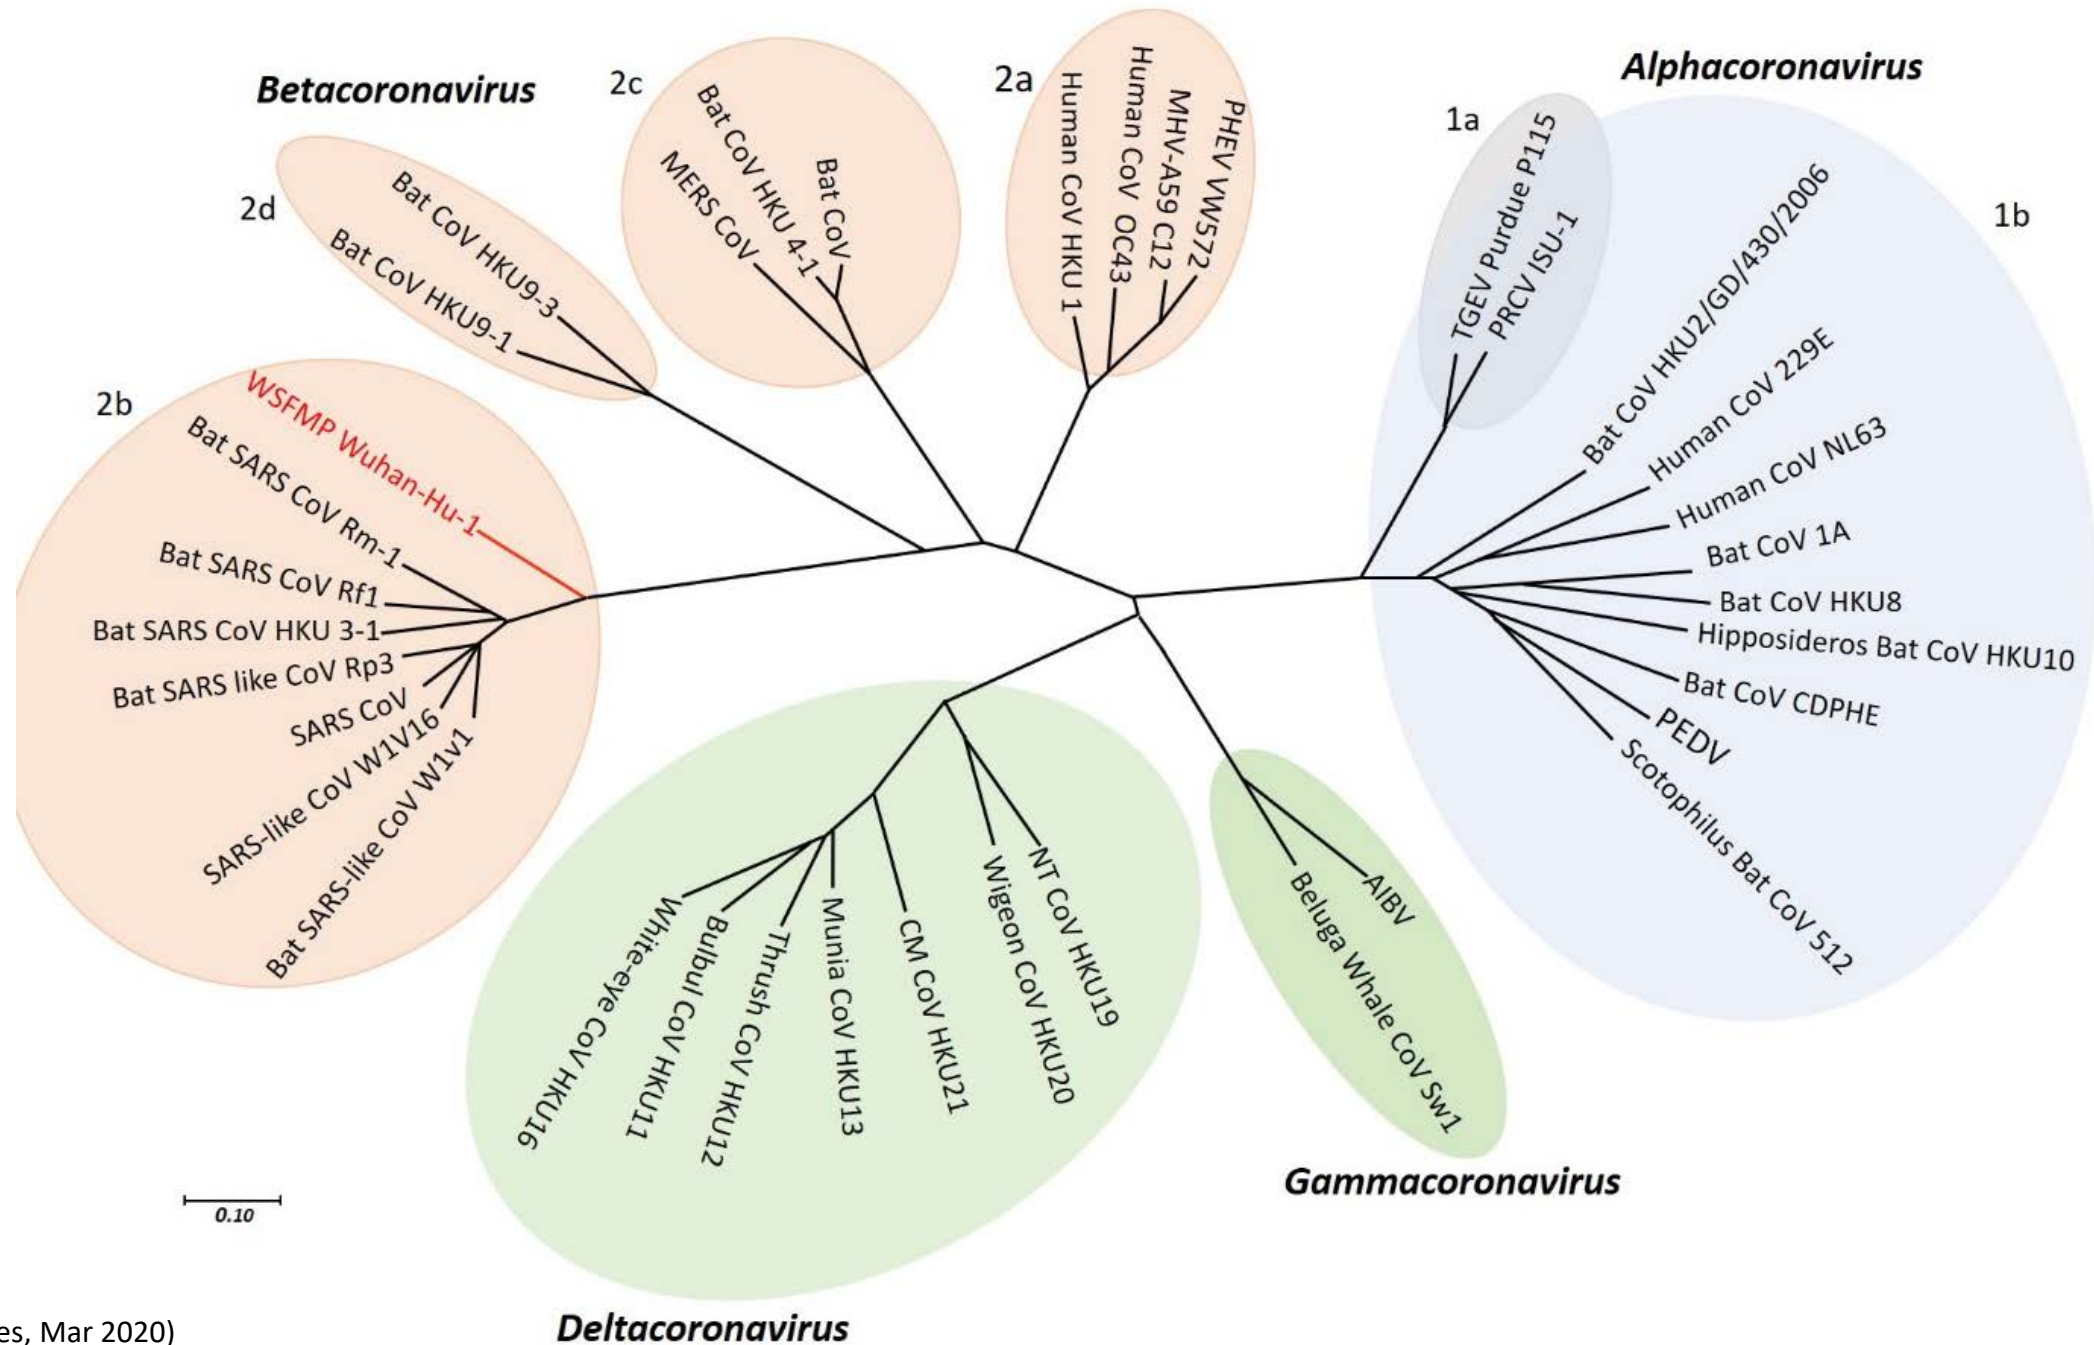 Betacoronavirus
2c
2a
Alphacoronavirus
1a
1b
2d
2b
Bat CoV HKU9-3
Bat CoV HKU9-1
MERS CoV
Bat CoV HKU 4-1
Bat CoV
Human CoV HKU 1
Human CoV OC43
MHV-A59 C12
PHEV VW572
TGEV Purdue P115
PRCV ISU-1
Bat CoV HKU2/GD/430/2006
Human CoV 229E
Human CoV NL63
Bat CoV 1A
Bat CoV HKU8
Hipposideros Bat CoV HKU10
Bat CoV CDPHE
PEDV
Scotophilus Bat CoV 512
WSFMP Wuhan-Hu-1
Bat SARS CoV Rm-1
Bat SARS CoV Rf1
Bat SARS CoV HKU 3-1
Bat SARS like CoV Rp3
SARS CoV
SARS-like CoV W1V16
Bat SARS-like CoV W1v1
White-eye CoV HKU16
Bulbul CoV HKU11
Thrush CoV HKU12
Munia CoV HKU13
CM CoV HKU21
Wigeon CoV HKU20
NT CoV HKU19
AIBV
Beluga Whale CoV Sw1
Gammacoronavirus
0.10
Deltacoronavirus
es, Mar 2020)